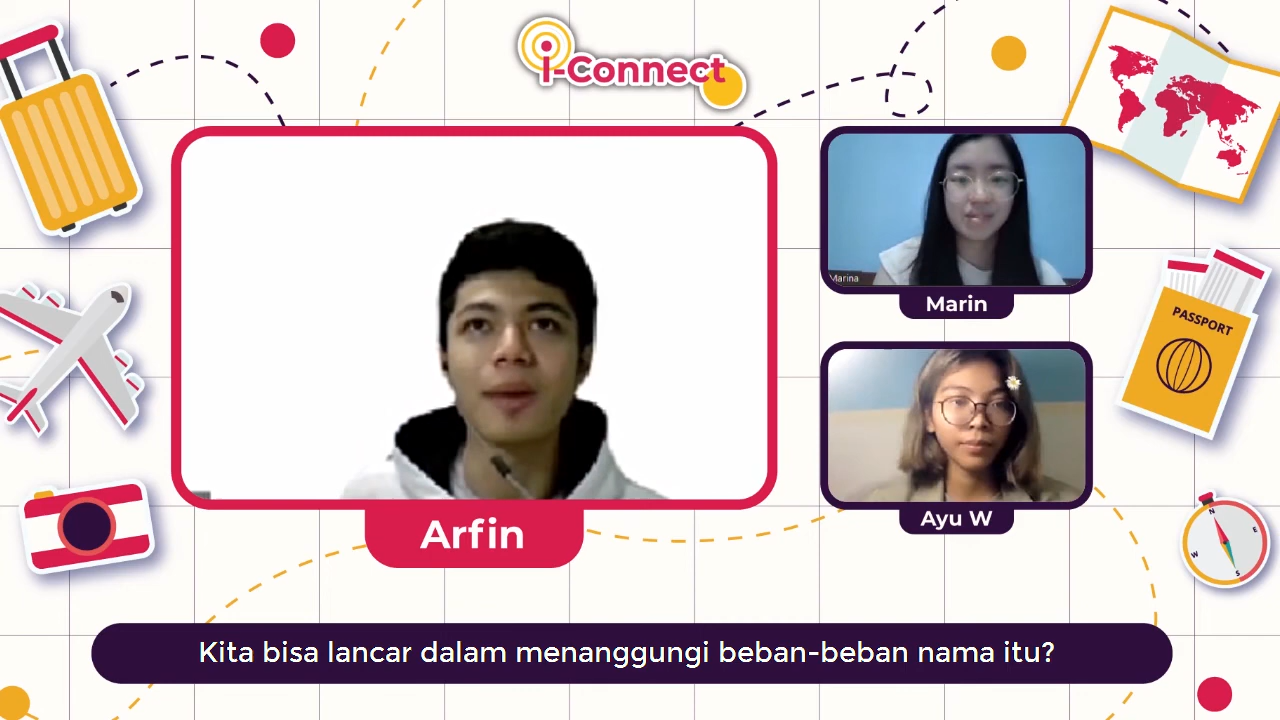 i-Connect
Marina
Marin
PASSPORT
Ayu W
N
E
W
S
Arfin
Kita bisa lancar dalam menanggungi beban-beban nama itu?